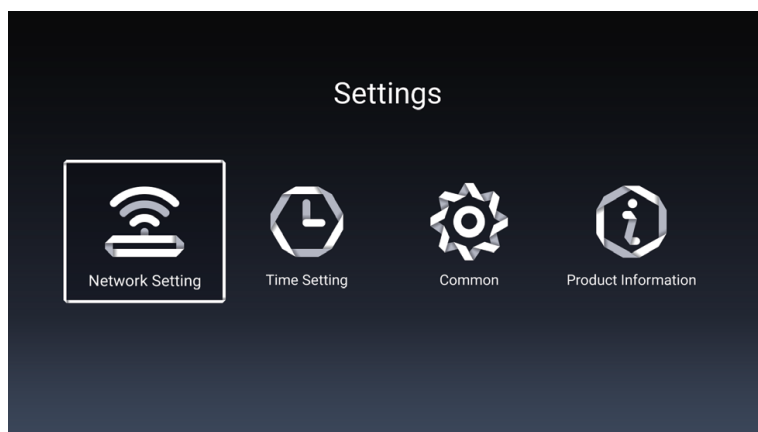 Settings
Network Setting
Time Setting
Common
Product Information